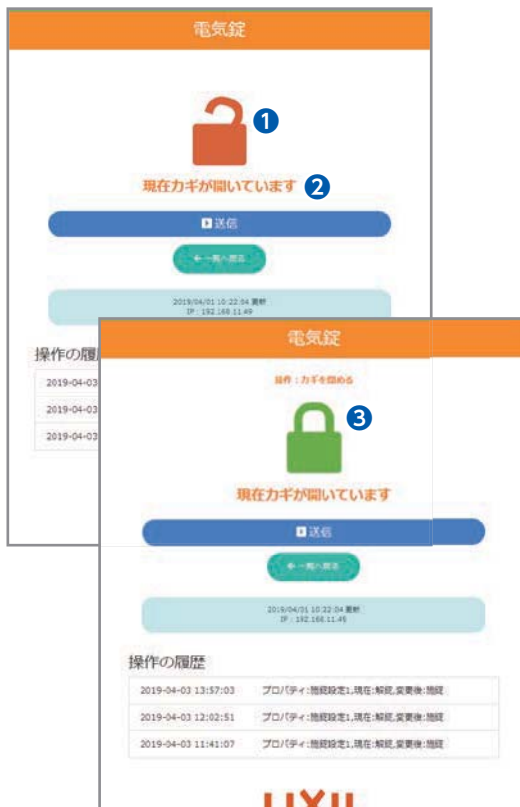 電気錠
1
現在カギが開いています 2
送信
← 一覧へ戻る
2019/04/01 10:22:04 更新
IP : 192.168.11.49
操作の履
2019-04-03
2019-04-03
2019-04-03
電気錠
操作：カギを閉める
3
現在カギが開いています
送信
← 一覧へ戻る
2019/04/01 10:22:04 更新
IP : 192.168.11.49
操作の履歴
2019-04-03 13:57:03 プロパティ:施錠設定1,現在:解錠,変更後:施錠
2019-04-03 12:02:51 プロパティ:施錠設定1,現在:解錠,変更後:施錠
2019-04-03 11:41:07 プロパティ:施錠設定1,現在:解錠,変更後:施錠